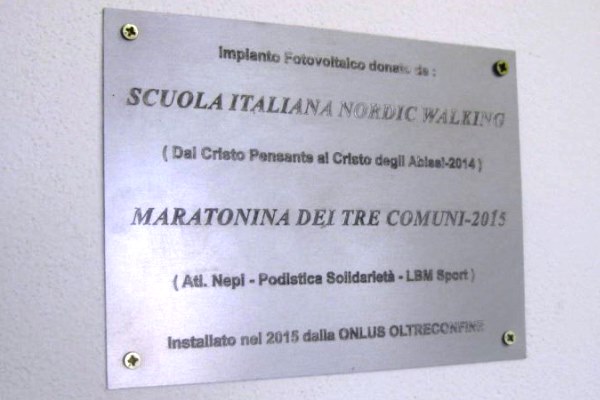 Impianto Fotovoltaico donato da :
SCUOLA ITALIANA NORDIC WALKING
( Dal Cristo Pensante al Cristo degli Abissi-2014 )
MARATONINA DEI TRE COMUNI-2015
( Atl. Nepi - Podistica Solidarietà - LBM Sport )
Installato nel 2015 dalla ONLUS OLTRECONFINE